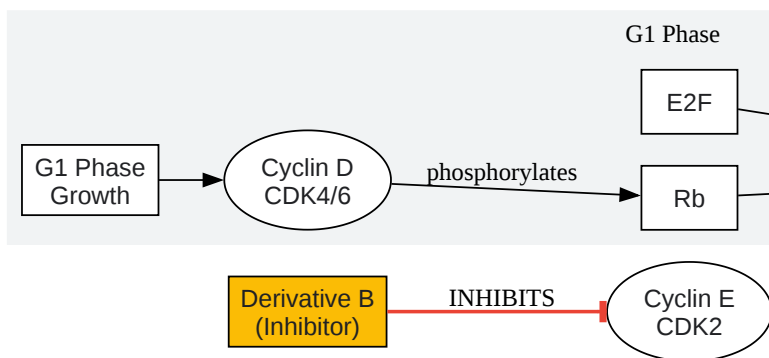 G1 Phase
E2F
G1 Phase
Growth
Cyclin D
CDK4/6
phosphorylates
Rb
Derivative B
(Inhibitor)
INHIBITS
Cyclin E
CDK2